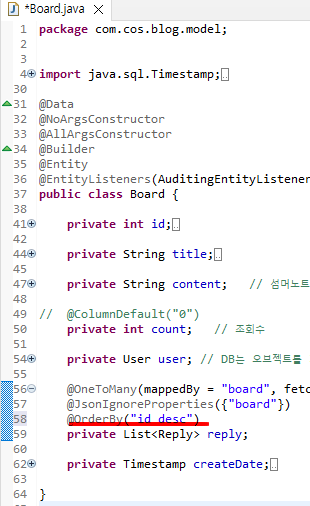 *Board.java
1 package com.cos.blog.model;
2
3
4 import java.sql.Timestamp;
30
31 @Data
32 @NoArgsConstructor
33 @AllArgsConstructor
34 @Builder
35 @Entity
36 @EntityListeners(AuditingEntityListener
37 public class Board {
38
41 private int id;
42
44 private String title;
46
47 private String content; // 섬머노트
48
49 // @ColumnDefault("0")
50 private int count; // 조회수
51
54 private User user; // DB는 오브젝트를
55
56 @OneToMany(mappedBy = "board", fetc
57 @JsonIgnoreProperties({"board"})
58 @OrderBy("id desc")
59 private List<Reply> reply;
60
62 private Timestamp createDate;
63
64 }
65